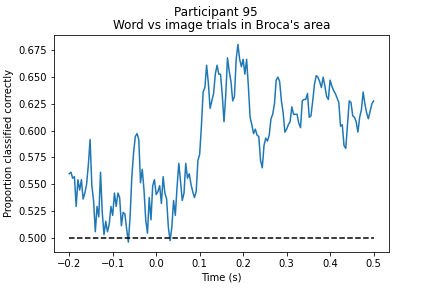 Participant 95
Word vs image trials in Broca's area
Proportion classified correctly
0.675
0.650
0.625
0.600
0.575
0.550
0.525
0.500
−0.2 −0.1 0.0 0.1 0.2 0.3 0.4 0.5
Time (s)